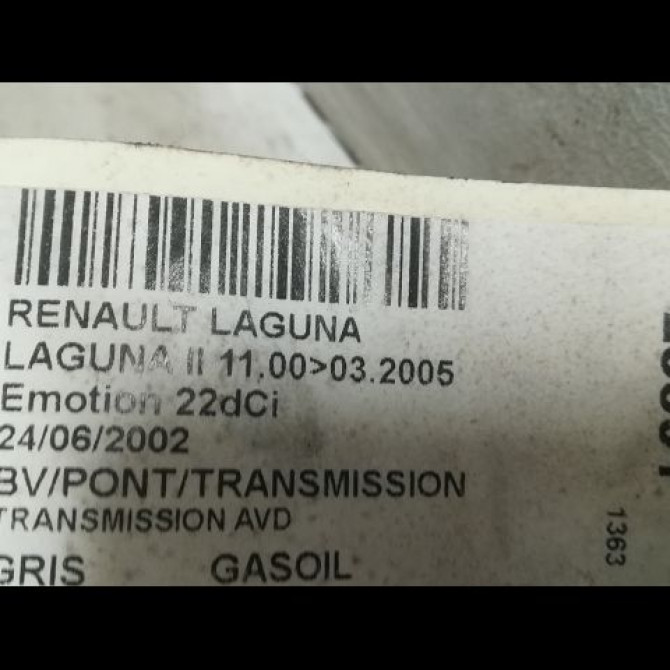 RENAULT LAGUNA
LAGUNA II 11.00>03.2005
Emotion 22dCi
24/06/2002
BV/PONT/TRANSMISSION
TRANSMISSION AVD
GRIS GASOIL
1363